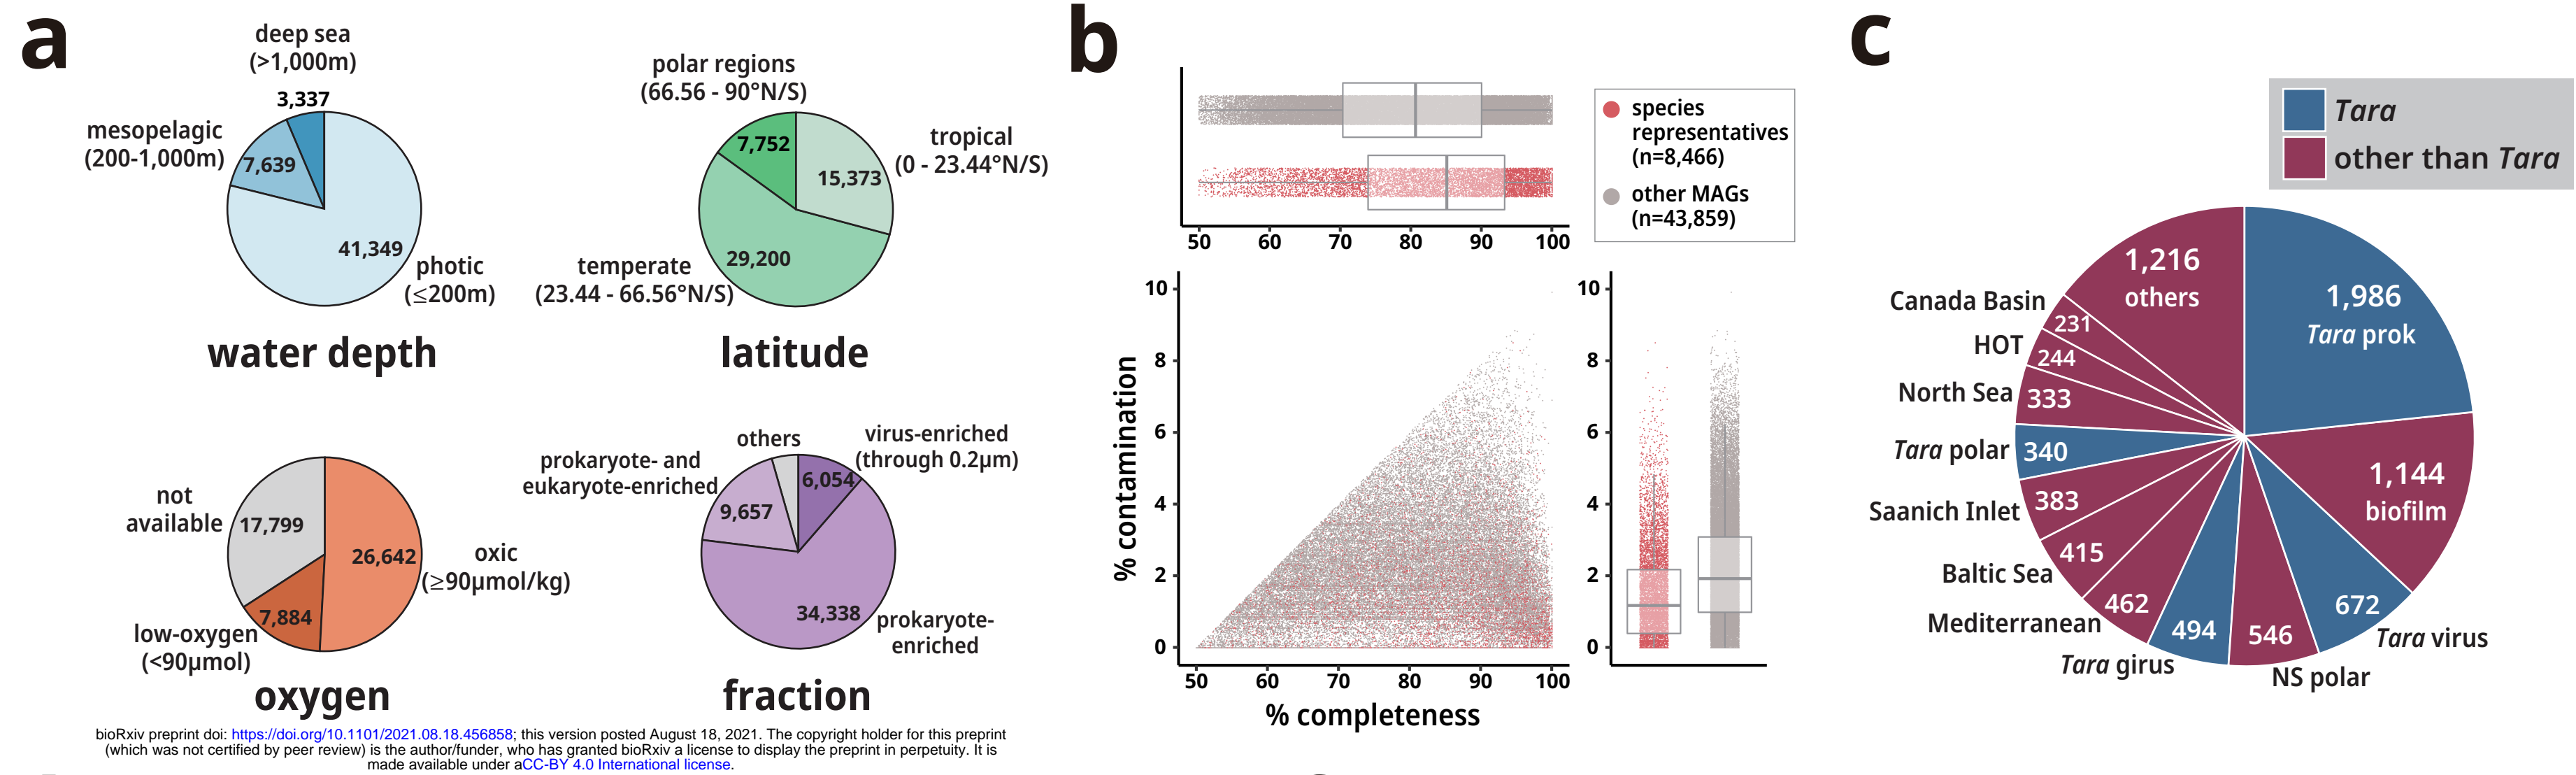 a
deep sea
(>1,000m)
3,337
mesopelagic
(200-1,000m)
7,639
41,349
photic
(≤200m)
water depth
polar regions
(66.56 - 90°N/S)
7,752
tropical
(0 - 23.44°N/S)
15,373
temperate
(23.44 - 66.56°N/S)
29,200
latitude
not
available
17,799
26,642
oxic
(≥90μmol/kg)
7,884
low-oxygen
(<90μmol)
oxygen
others
virus-enriched
(through 0.2μm)
6,054
prokaryote- and
eukaryote-enriched
9,657
34,338
prokaryote-
enriched
fraction
bioRxiv preprint doi: https://doi.org/10.1101/2021.08.18.456858; this version posted August 18, 2021. The copyright holder for this preprint
(which was not certified by peer review) is the author/funder, who has granted bioRxiv a license to display the preprint in perpetuity. It is
made available under aCC-BY 4.0 International license.
b
50 60 70 80 90 100
species
representatives
(n=8,466)
other MAGs
(n=43,859)
10
8
6
4
2
0
% contamination
50 60 70 80 90 100
% completeness
10
8
6
4
2
0
c
Tara
other than Tara
1,986
Tara prok
1,144
biofilm
672
Tara virus
546
NS polar
494
Tara girus
462
Mediterranean
415
Baltic Sea
383
Saanich Inlet
340
Tara polar
333
North Sea
244
HOT
231
Canada Basin
1,216
others